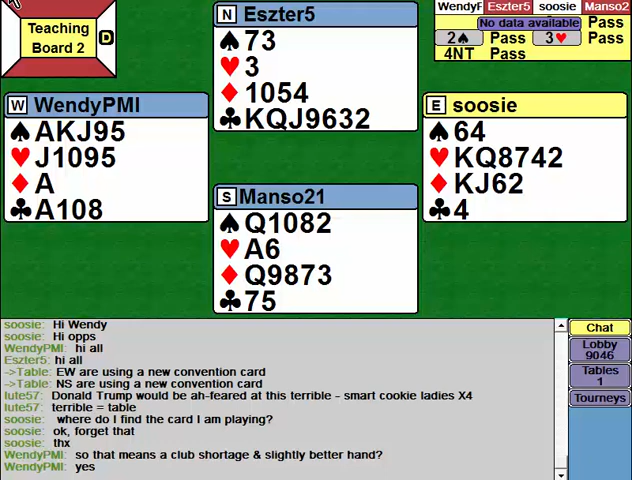 Teaching
Board 2
D
N Eszter5
♠73
♥3
♦1054
♣KQJ9632
WendyF Eszter5 soosie Manso2
No data available Pass
2♠ Pass 3♥ Pass
4NT Pass
W WendyPMI
♠AKJ95
♥J1095
♦A
♣A108
E soosie
♠64
♥KQ8742
♦KJ62
♣4
S Manso21
♠Q1082
♥A6
♦Q9873
♣75
soosie: Hi Wendy
soosie: Hi opps
WendyPMI: hi all
Eszter5: hi all
->Table: EW are using a new convention card
->Table: NS are using a new convention card
lute57: Donald Trump would be ah-feared at this terrible - smart cookie ladies X4
lute57: terrible = table
soosie: where do I find the card I am playing?
soosie: ok, forget that
soosie: thx
WendyPMI: so that means a club shortage & slightly better hand?
WendyPMI: yes
Chat
Lobby
9046
Tables
1
Tourneys